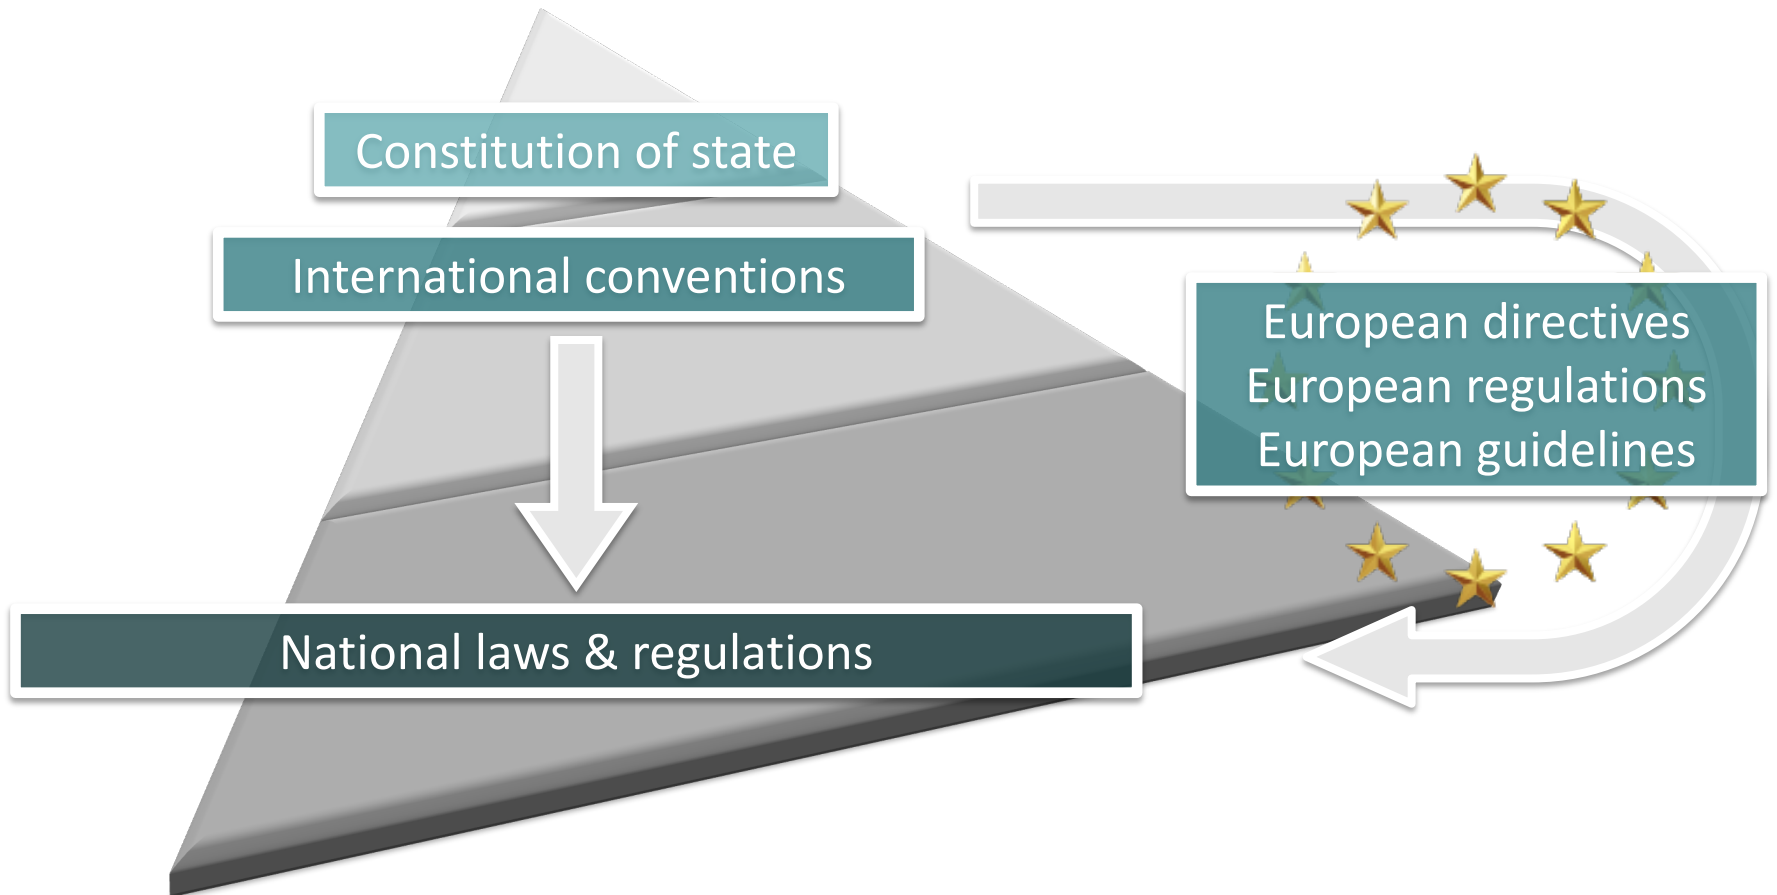 Constitution of state
International conventions
European directives
European regulations
European guidelines
National laws & regulations